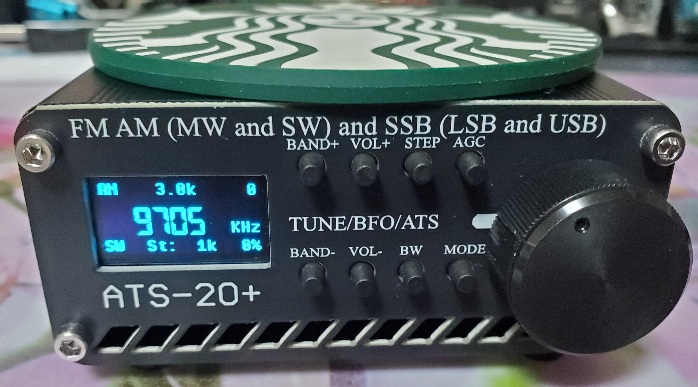 FM AM (MW and SW) and SSB (LSB and USB)
BAND+ VOL+ STEP AGC
AM 3.0k 0
9705 KHz
SW St: 1k 0%
TUNE/BFO/ATS
BAND- VOL- BW MODE
ATS-20+